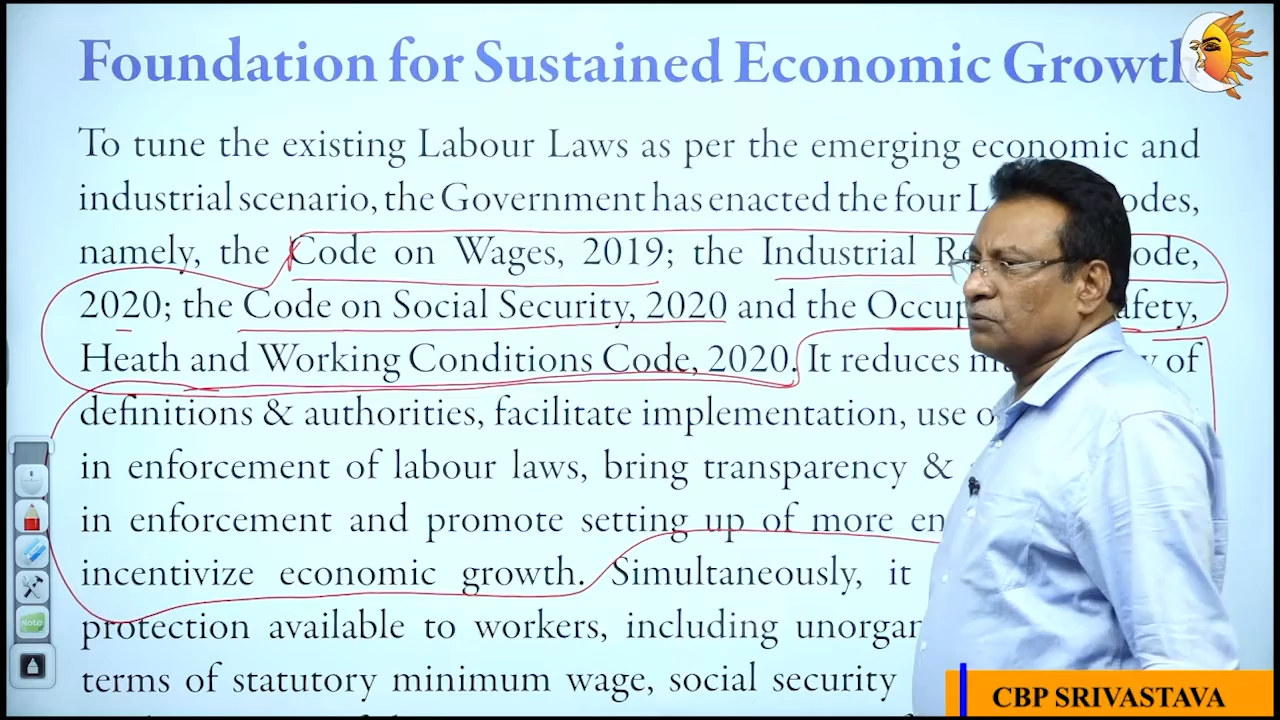 Foundation for Sustained Economic Growth
To tune the existing Labour Laws as per the emerging economic and
industrial scenario, the Government has enacted the four odes,
namely, the Code on Wages, 2019; the Industrial ode,
2020; the Code on Social Security, 2020 and the Occup afety,
Heath and Working Conditions Code, 2020. It reduces of
definitions & authorities, facilitate implementation, use
in enforcement of labour laws, bring transparency &
in enforcement and promote setting up of more en
incentivize economic growth. Simultaneously, it
protection available to workers, including unorgan
terms of statutory minimum wage, social security
Note
CBP SRIVASTAVA